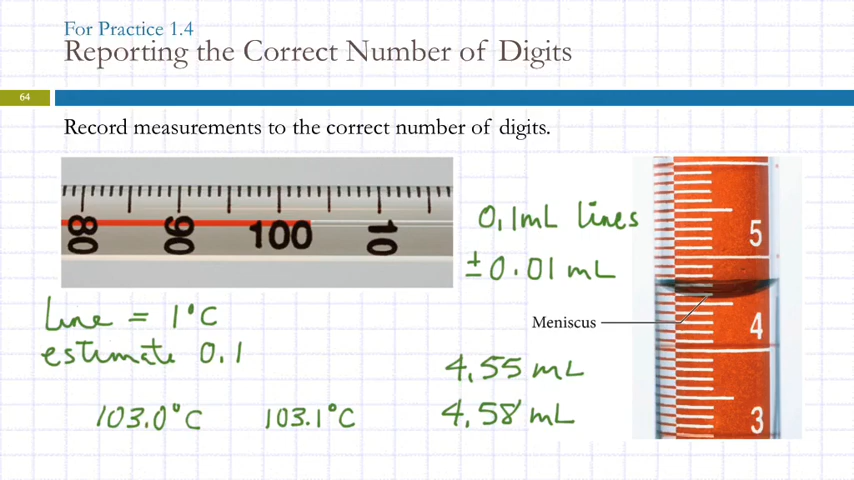 For Practice 1.4
Reporting the Correct Number of Digits
64
Record measurements to the correct number of digits.
80 90 100 10
0.1mL lines
±0.01 mL
5
Meniscus
4
3
line = 1°C
estimate 0.1
103.0°C 103.1°C
4.55 mL
4.58 mL